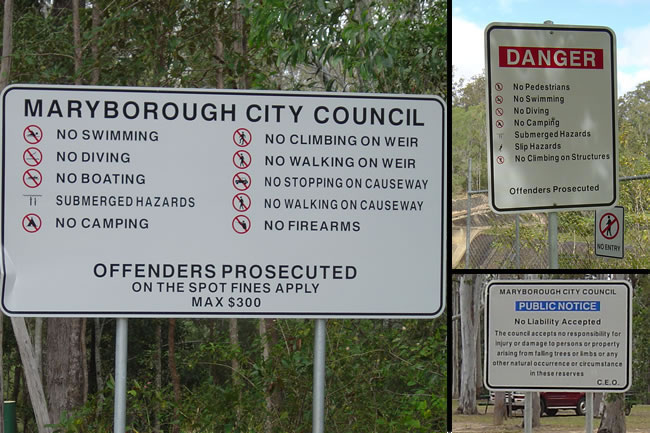 MARYBOROUGH CITY COUNCIL
NO SWIMMING
NO DIVING
NO BOATING
SUBMERGED HAZARDS
NO CAMPING
NO CLIMBING ON WEIR
NO WALKING ON WEIR
NO STOPPING ON CAUSEWAY
NO WALKING ON CAUSEWAY
NO FIREARMS
OFFENDERS PROSECUTED
ON THE SPOT FINES APPLY
MAX $300
DANGER
No Pedestrians
No Swimming
No Diving
No Camping
Submerged Hazards
Slip Hazards
No Climbing on Structures
Offenders Prosecuted
NO ENTRY
MARYBOROUGH CITY COUNCIL
PUBLIC NOTICE
No Liability Accepted
The council accepts no responsibility for
injury or damage to persons or property
arising from falling trees or limbs or any
other natural occurrence or circumstance
in these reserves
C.E.O.